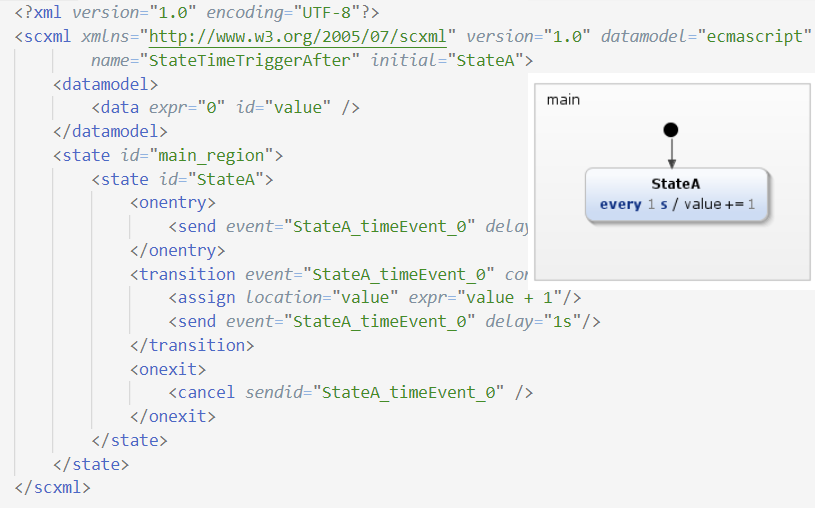 <?xml version="1.0" encoding="UTF-8"?>
<scxml xmlns="http://www.w3.org/2005/07/scxml" version="1.0" datamodel="ecmascript"
name="StateTimeTriggerAfter" initial="StateA">
<datamodel>
<data expr="0" id="value" />
</datamodel>
<state id="main_region">
<state id="StateA">
<onentry>
<send event="StateA_timeEvent_0" delay
</onentry>
<transition event="StateA_timeEvent_0" con
<assign location="value" expr="value + 1"/>
<send event="StateA_timeEvent_0" delay="1s"/>
</transition>
<onexit>
<cancel sendid="StateA_timeEvent_0" />
</onexit>
</state>
</state>
</scxml>
main
StateA
every 1 s / value += 1